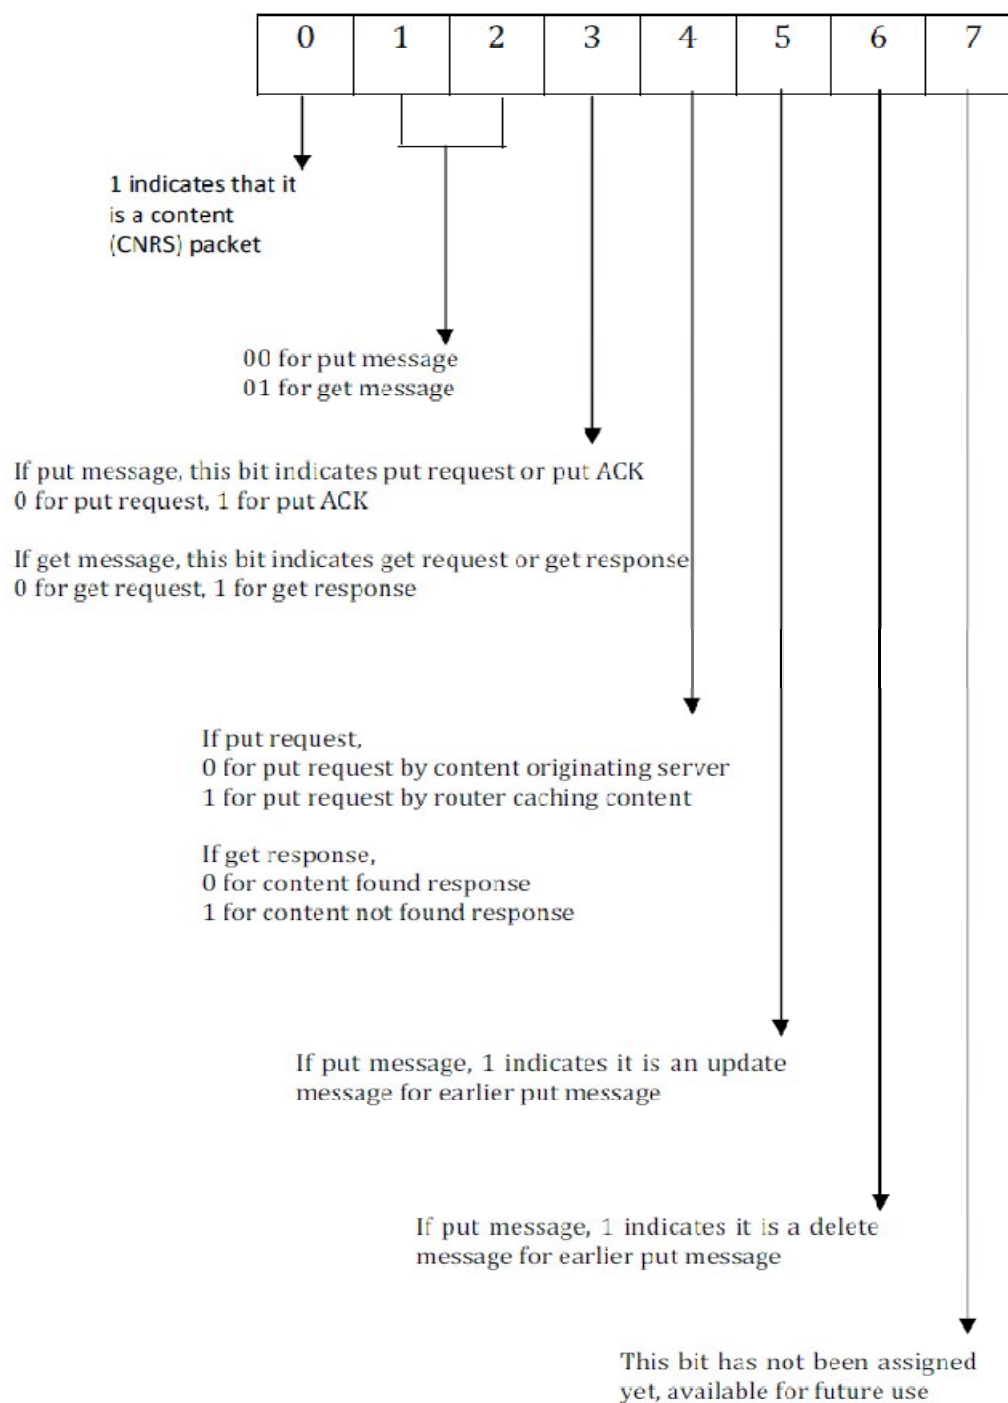 0 1 2 3 4 5 6 7
1 indicates that it
is a content
(CNRS) packet
00 for put message
01 for get message
If put message, this bit indicates put request or put ACK
0 for put request, 1 for put ACK
If get message, this bit indicates get request or get response
0 for get request, 1 for get response
If put request,
0 for put request by content originating server
1 for put request by router caching content
If get response,
0 for content found response
1 for content not found response
If put message, 1 indicates it is an update
message for earlier put message
If put message, 1 indicates it is a delete
message for earlier put message
This bit has not been assigned
yet, available for future use